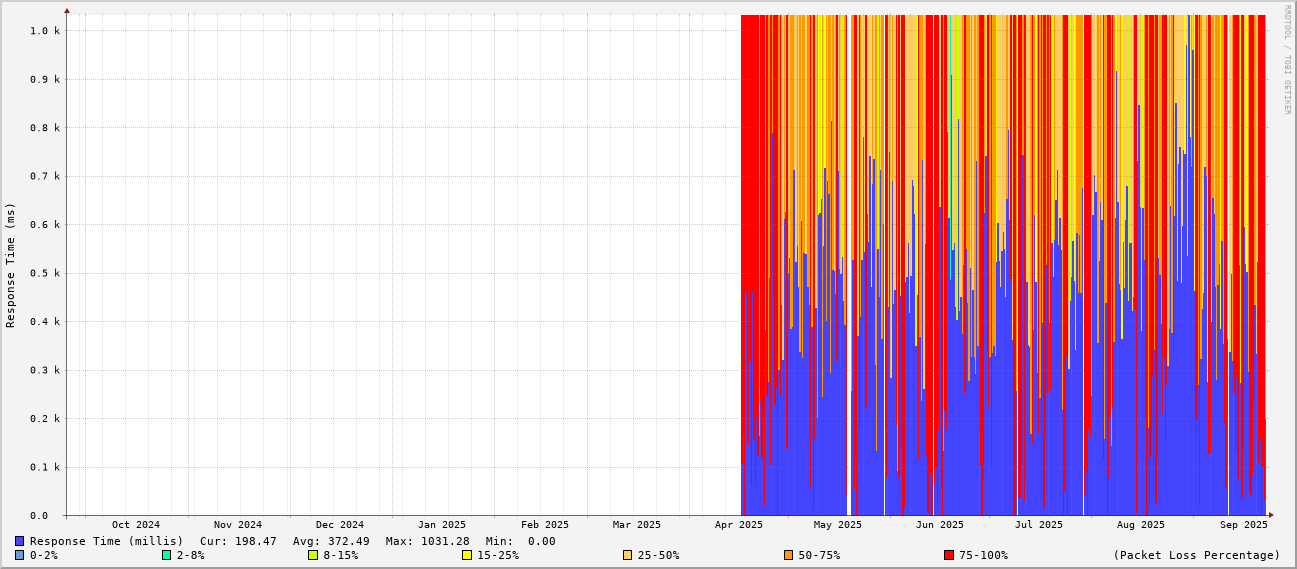 RRDTOOL / TOBI OETIKER
Response Time (ms)
1.0 k
0.9 k
0.8 k
0.7 k
0.6 k
0.5 k
0.4 k
0.3 k
0.2 k
0.1 k
0.0
Oct 2024 Nov 2024 Dec 2024 Jan 2025 Feb 2025 Mar 2025 Apr 2025 May 2025 Jun 2025 Jul 2025 Aug 2025 Sep 2025
Response Time (millis) Cur: 198.47 Avg: 372.49 Max: 1031.28 Min: 0.00
0-2% 2-8% 8-15% 15-25% 25-50% 50-75% 75-100% (Packet Loss Percentage)